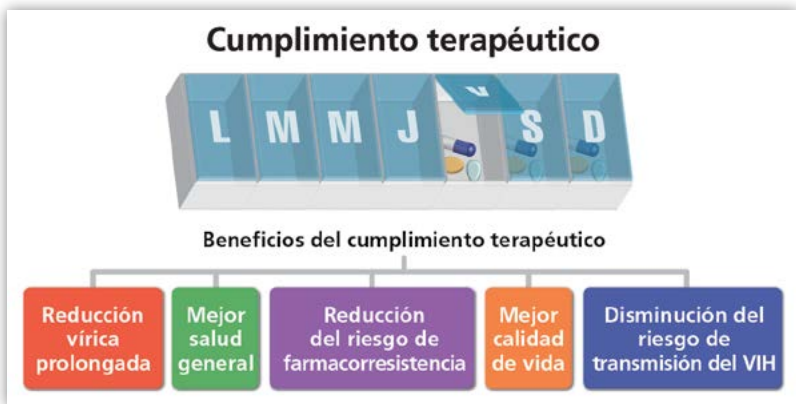 Cumplimiento terapéutico
L M M J V S D
Beneficios del cumplimiento terapéutico
Reducción
vírica
prolongada
Mejor
salud
general
Reducción
del riesgo de
farmacorresistencia
Mejor
calidad
de vida
Disminución del
riesgo de
transmisión del VIH